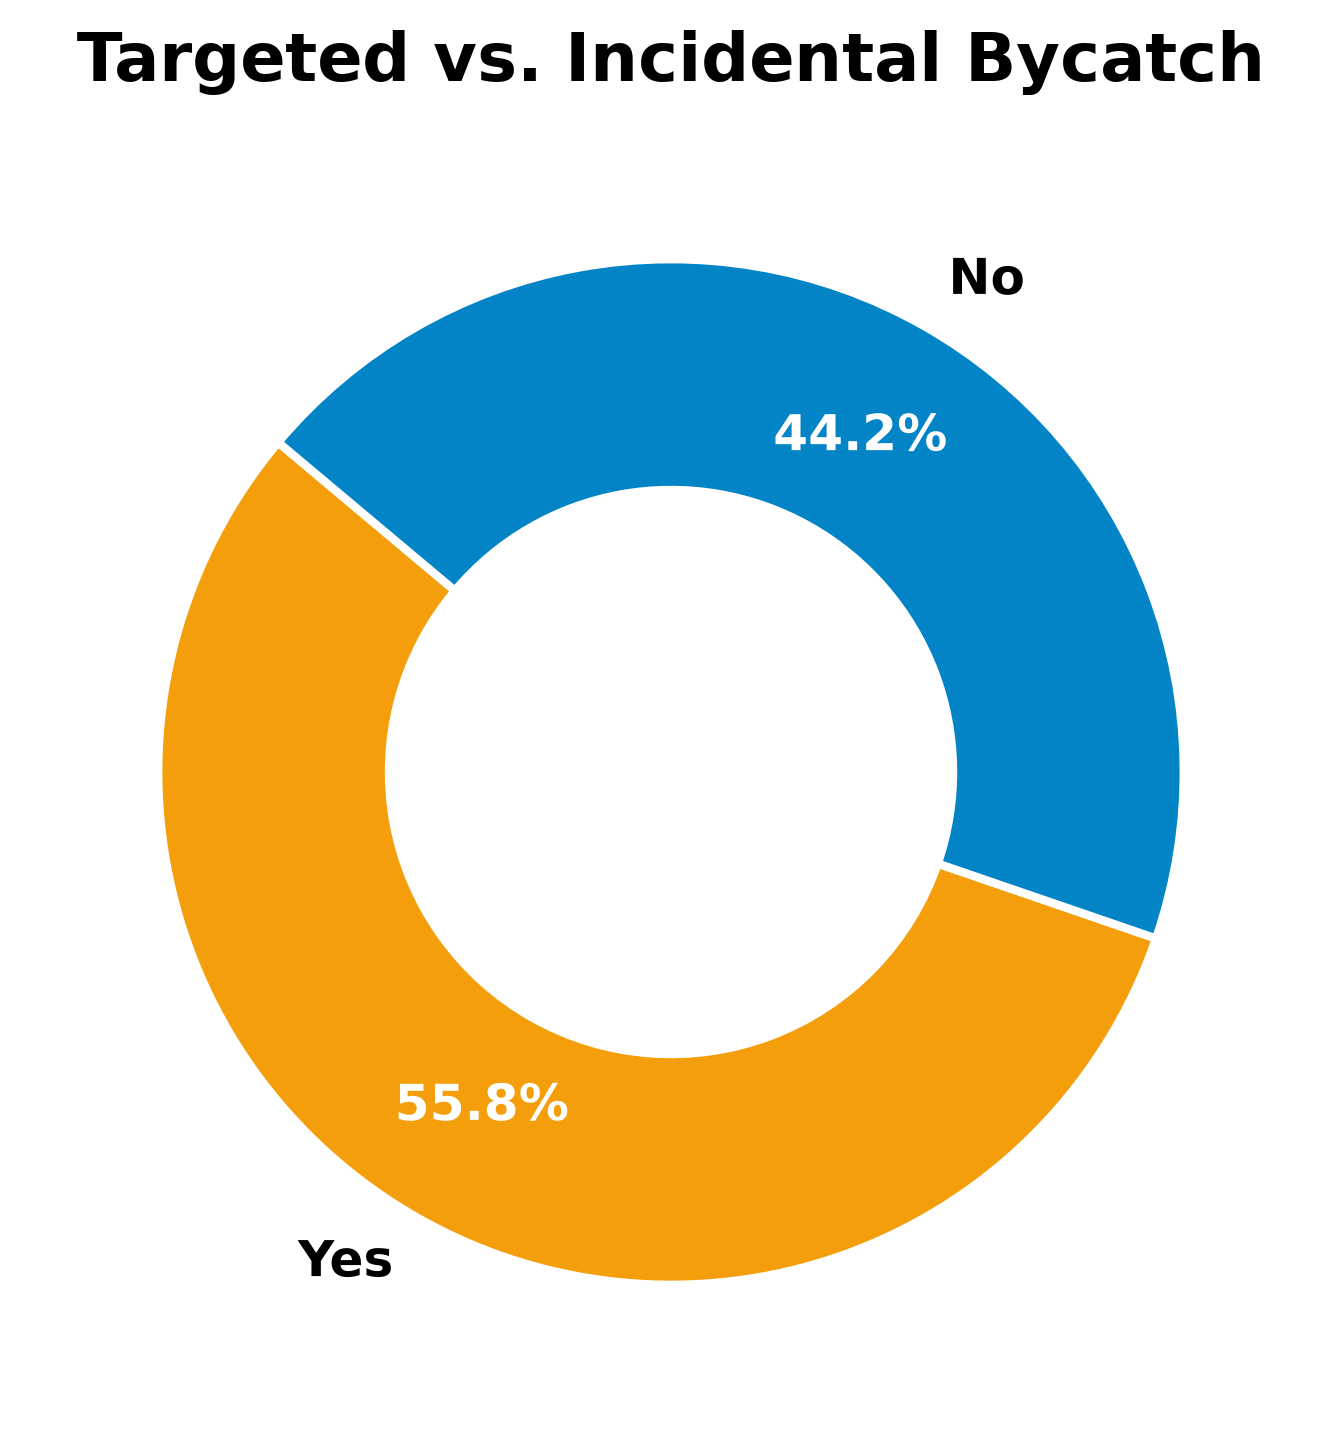 Targeted vs. Incidental Bycatch
No
44.2%
55.8%
Yes